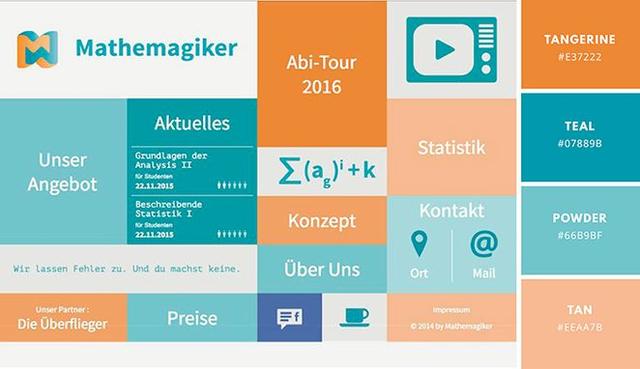 Mathemagiker
Abi-Tour
2016
Unser
Angebot
Aktuelles
Grundlagen der
Analysis II
für Studenten
22.11.2015
Beschreibende
Statistik I
für Studenten
22.11.2015
∑(a_g)^i + k
Statistik
Konzept
Kontakt
Ort
@
Mail
Wir lassen Fehler zu. Und du machst keine.
Über Uns
Unser Partner :
Die Überflieger
Preise
f
Impressum
© 2014 by Mathemagiker
TANGERINE
#E37222
TEAL
#07889B
POWDER
#66B9BF
TAN
#EEAA7B